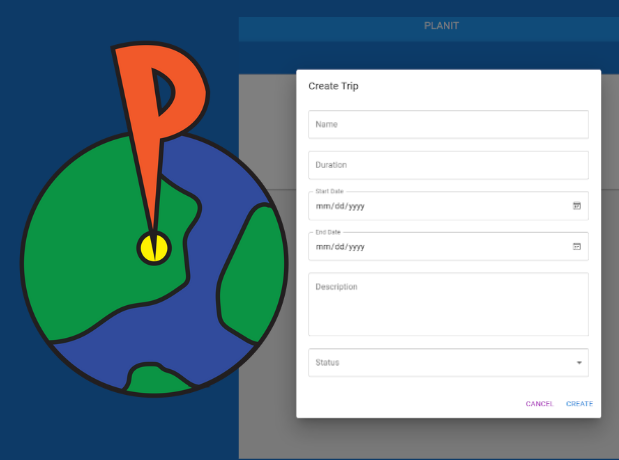 PLANIT
Create Trip
Name
Duration
Start Date
mm/dd/yyyy
End Date
mm/dd/yyyy
Description
Status
CANCEL CREATE